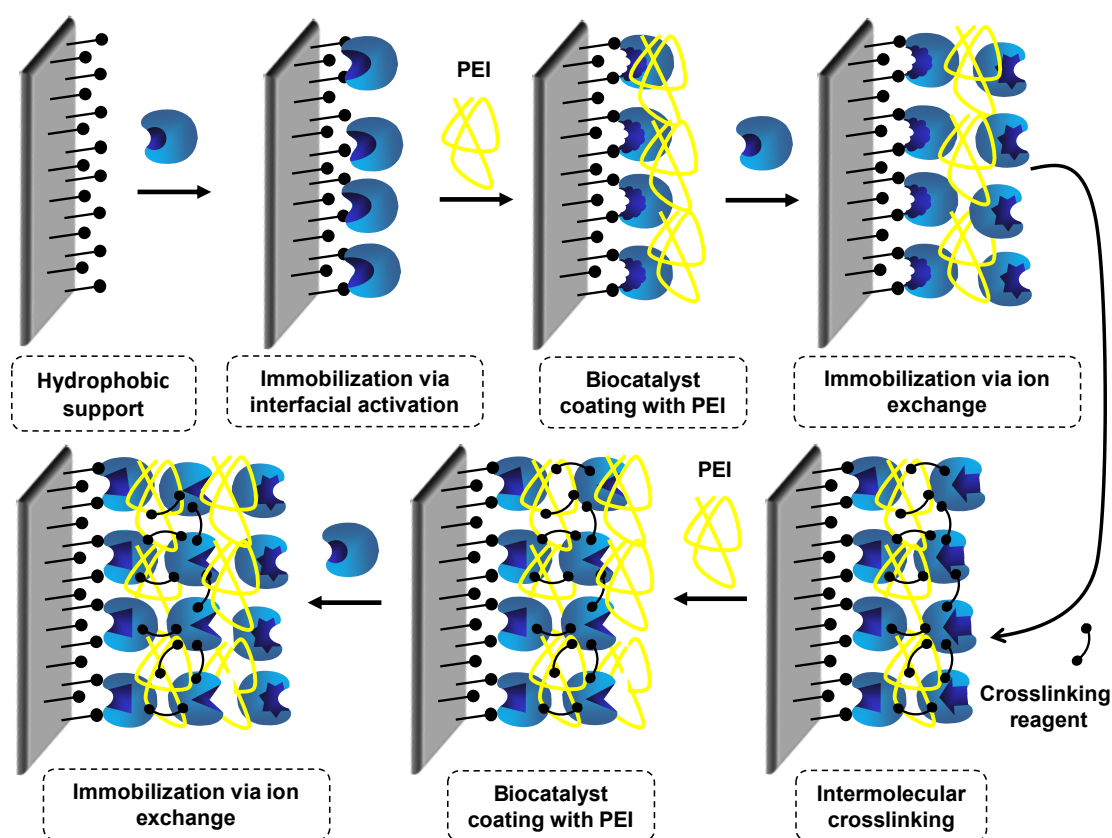 PEI
Hydrophobic
support
Immobilization via
interfacial activation
Biocatalyst
coating with PEI
Immobilization via ion
exchange
PEI
Crosslinking
reagent
Immobilization via ion
exchange
Biocatalyst
coating with PEI
Intermolecular
crosslinking